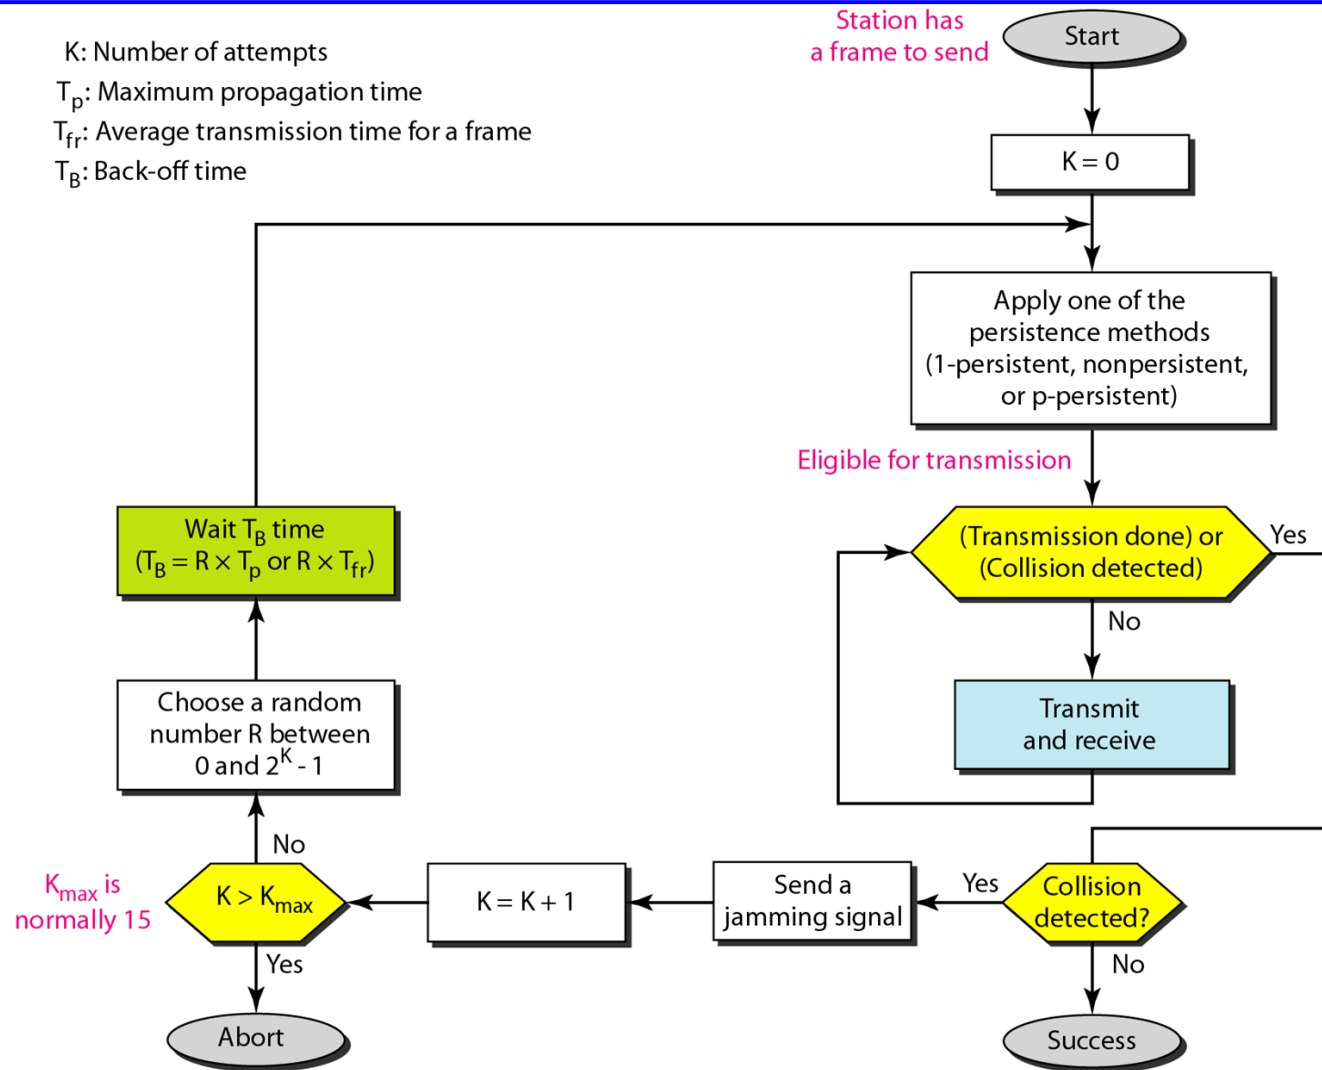 Station has
a frame to send
Start
K: Number of attempts
Tp: Maximum propagation time
Tfr: Average transmission time for a frame
TB: Back-off time
K = 0
Apply one of the
persistence methods
(1-persistent, nonpersistent,
or p-persistent)
Eligible for transmission
(Transmission done) or
(Collision detected)
Yes
No
Transmit
and receive
Wait TB time
(TB = R × Tp or R × Tfr)
Choose a random
number R between
0 and 2^K - 1
No
Kmax is
normally 15
K > Kmax
K = K + 1
Send a
jamming signal
Yes
Collision
detected?
Yes
No
Abort
Success